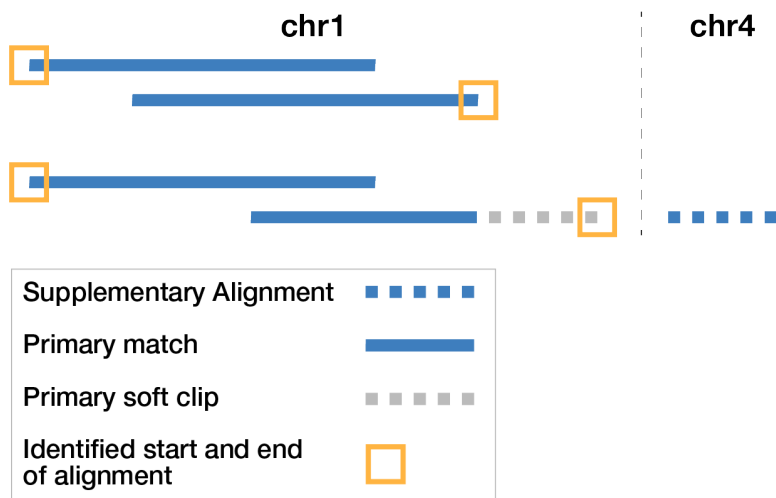 chr1
chr4
Supplementary Alignment
Primary match
Primary soft clip
Identified start and end
of alignment